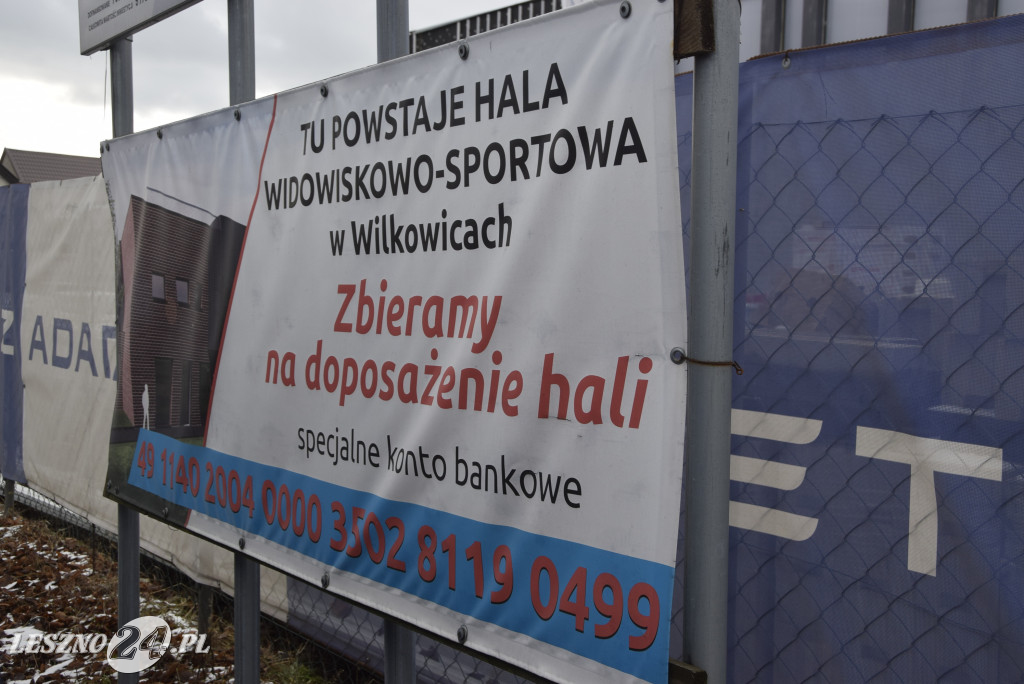 TU POWSTAJE HALA
WIDOWISKOWO-SPORTOWA
w Wilkowicach
Zbieramy
na doposażenie hali
specjalne konto bankowe
49 1140 2004 0000 3502 8119 0499
ET
LESZNO24.PL